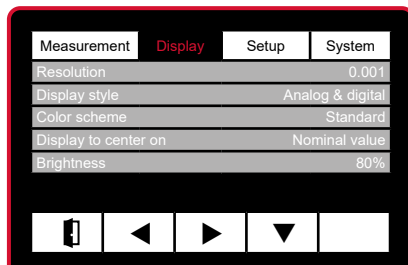 Measurement Display Setup System
Resolution 0.001
Display style Analog & digital
Color scheme Standard
Display to center on Nominal value
Brightness 80%